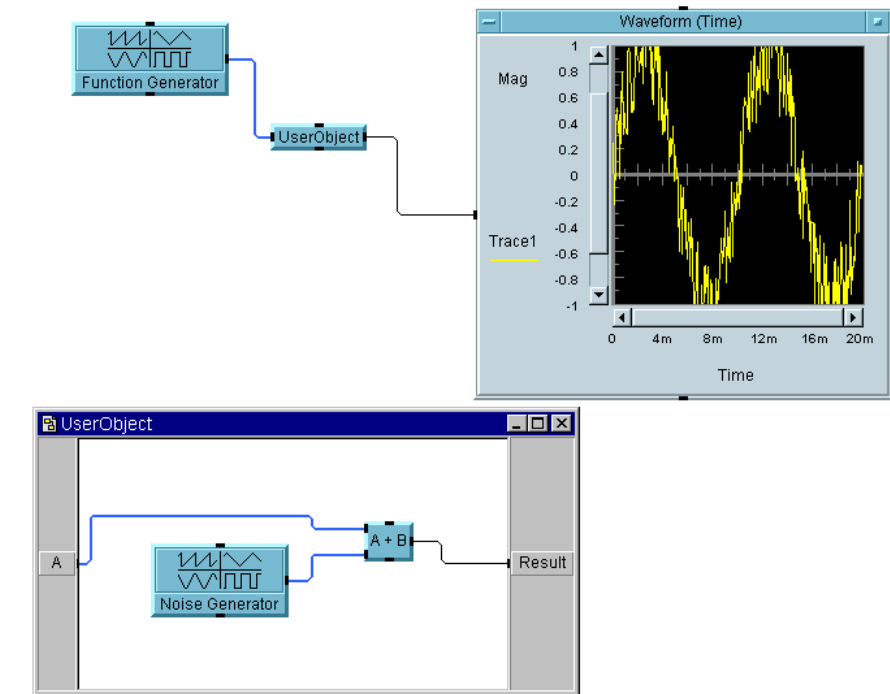 Function Generator
UserObject
Waveform (Time)
Mag
Trace1
1
0.8
0.6
0.4
0.2
0
-0.2
-0.4
-0.6
-0.8
-1
0 4m 8m 12m 16m 20m
Time
UserObject
A
Noise Generator
A + B
Result